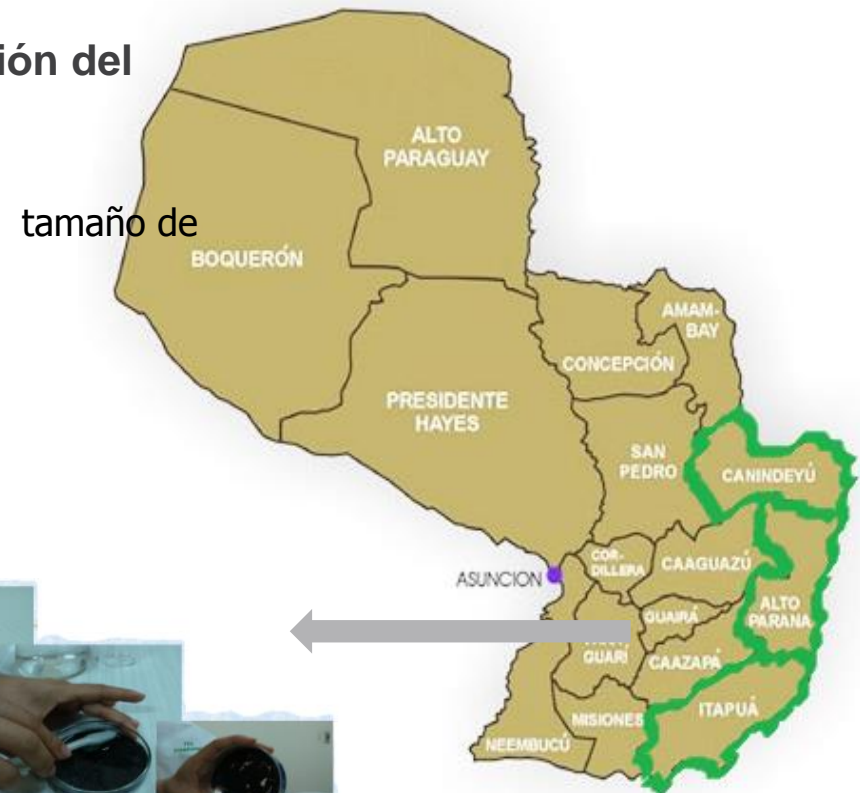 ión del
tamaño de
ALTO
PARAGUAY
BOQUERÓN
AMAM-
BAY
CONCEPCIÓN
PRESIDENTE
HAYES
SAN
PEDRO
CANINDEYÚ
COR-
DILLERA
CAAGUAZÚ
ASUNCION
GUAIRÁ
ALTO
PARANA
GUARÍ
CAAZAPÁ
ITAPUÁ
MISIONES
NEEMBUCÚ